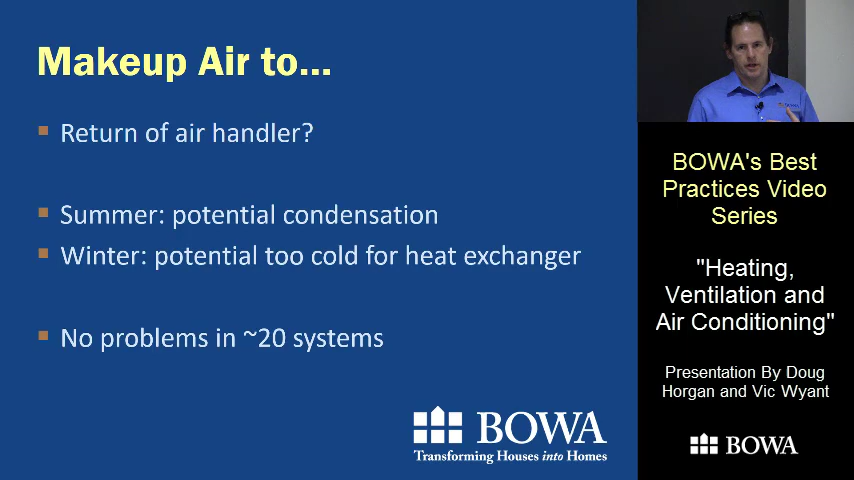 Makeup Air to...
Return of air handler?
Summer: potential condensation
Winter: potential too cold for heat exchanger
No problems in ~20 systems
BOWA
Transforming Houses into Homes
BOWA's Best
Practices Video
Series
"Heating,
Ventilation and
Air Conditioning"
Presentation By Doug
Horgan and Vic Wyant
BOWA